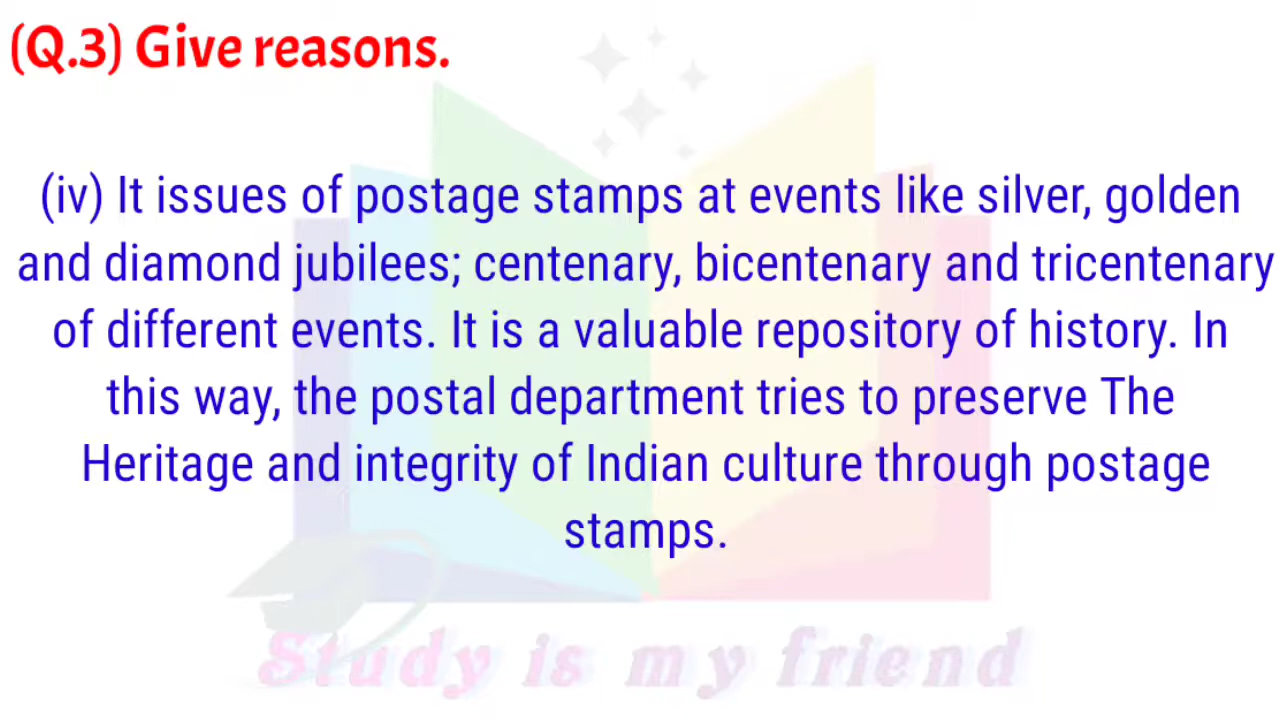 (Q.3) Give reasons.
(iv) It issues of postage stamps at events like silver, golden
and diamond jubilees; centenary, bicentenary and tricentenary
of different events. It is a valuable repository of history. In
this way, the postal department tries to preserve The
Heritage and integrity of Indian culture through postage
stamps.
Study is my friend